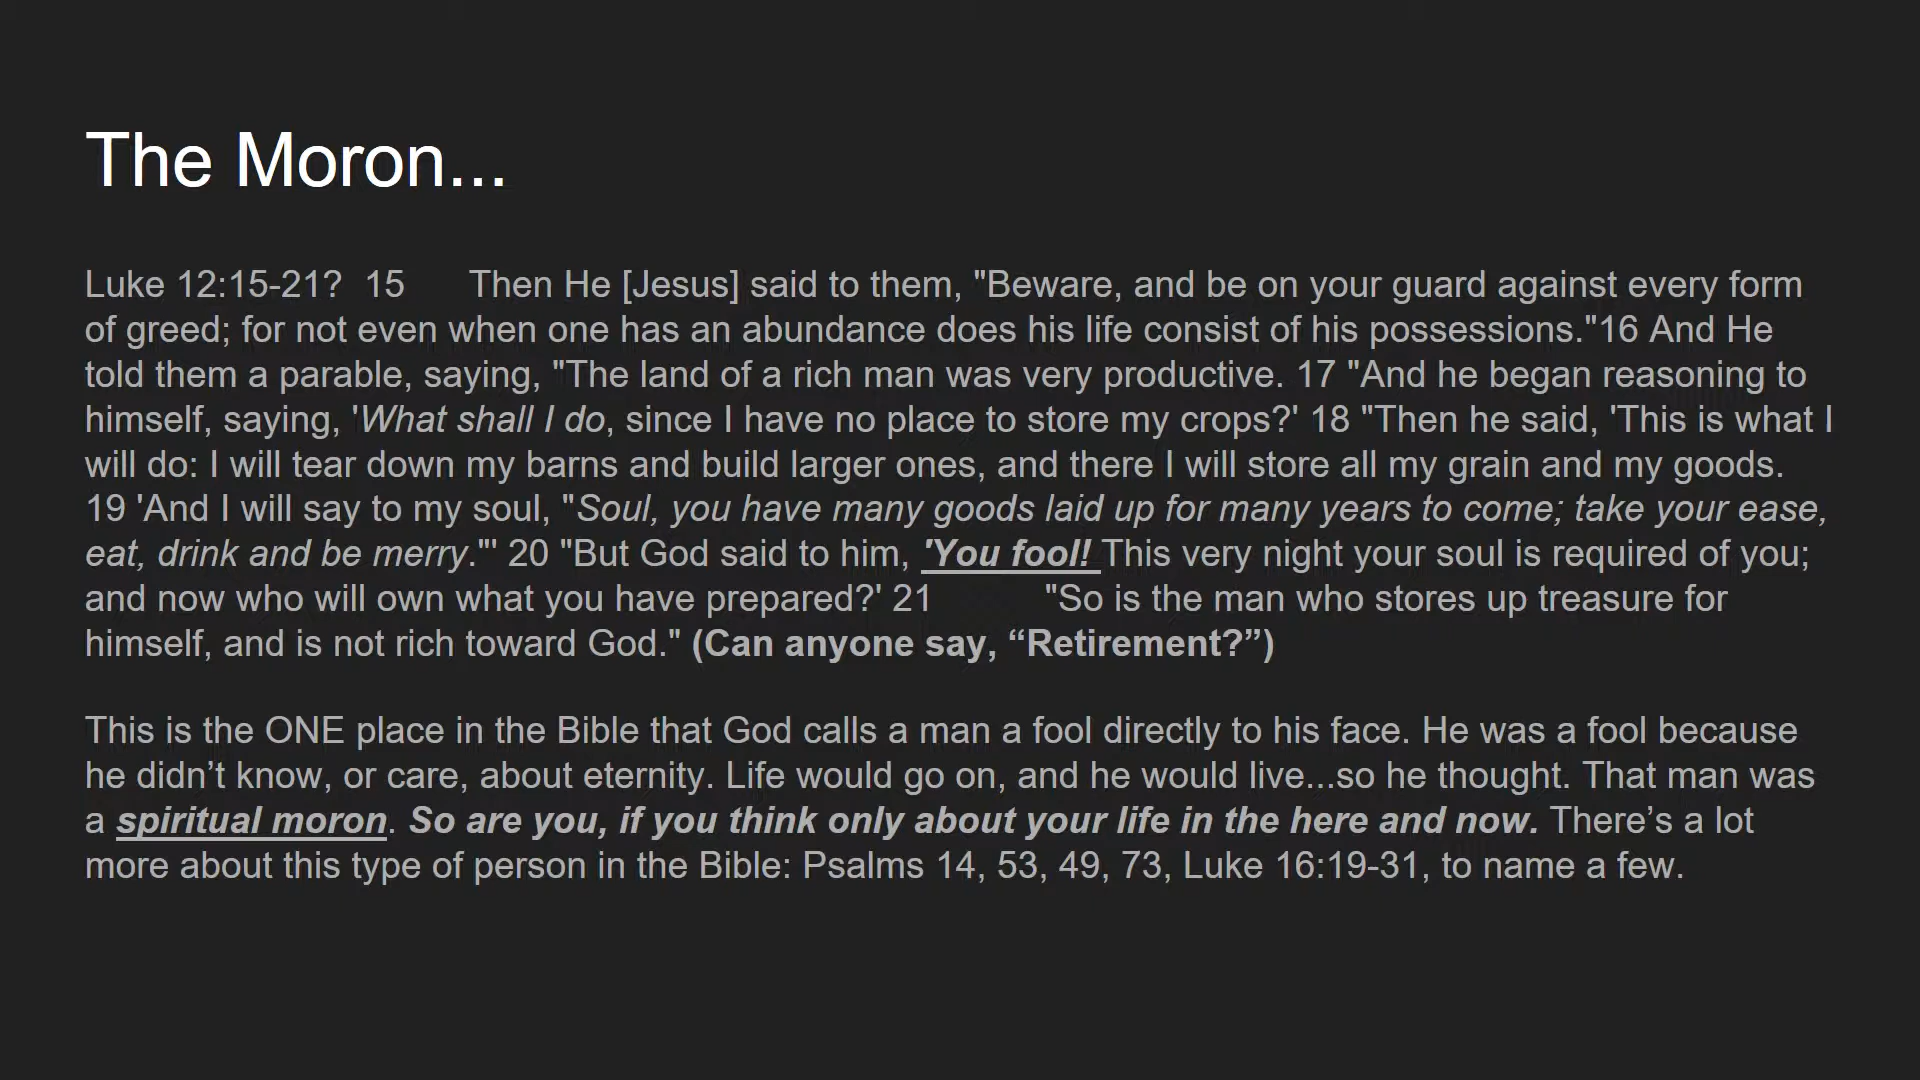 The Moron...
Luke 12:15-21?  15      Then He [Jesus] said to them, "Beware, and be on your guard against every form
of greed; for not even when one has an abundance does his life consist of his possessions."16 And He
told them a parable, saying, "The land of a rich man was very productive. 17 "And he began reasoning to
himself, saying, 'What shall I do, since I have no place to store my crops?' 18 "Then he said, 'This is what I
will do: I will tear down my barns and build larger ones, and there I will store all my grain and my goods.
19 'And I will say to my soul, "Soul, you have many goods laid up for many years to come; take your ease,
eat, drink and be merry."' 20 "But God said to him, 'You fool! This very night your soul is required of you;
and now who will own what you have prepared?' 21          "So is the man who stores up treasure for
himself, and is not rich toward God." (Can anyone say, “Retirement?”)
This is the ONE place in the Bible that God calls a man a fool directly to his face. He was a fool because
he didn’t know, or care, about eternity. Life would go on, and he would live...so he thought. That man was
a spiritual moron. So are you, if you think only about your life in the here and now. There’s a lot
more about this type of person in the Bible: Psalms 14, 53, 49, 73, Luke 16:19-31, to name a few.